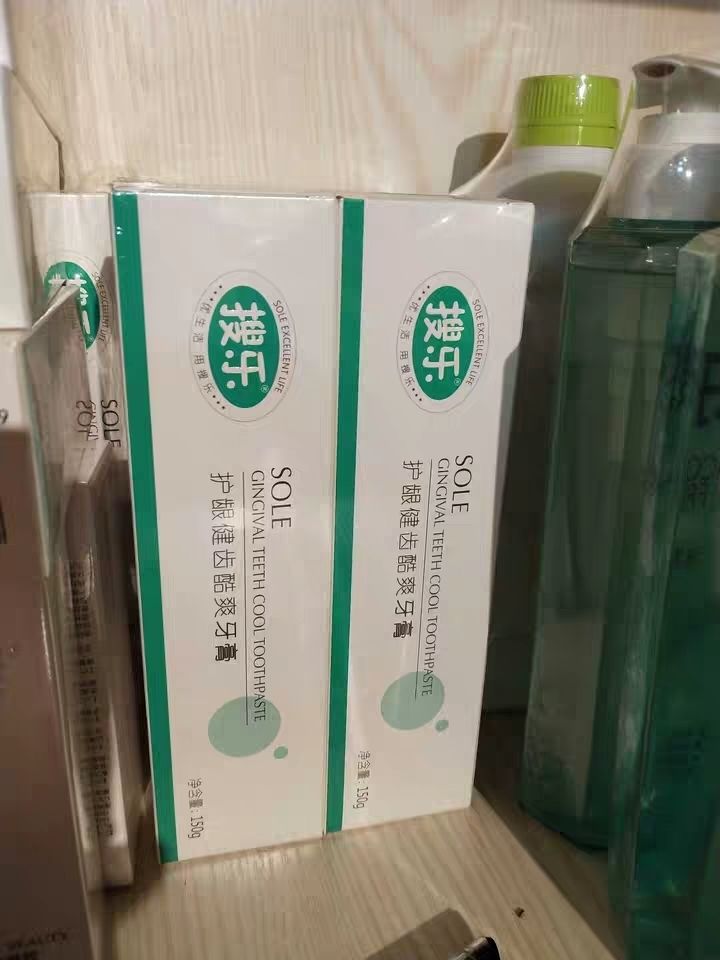 SOLE EXCELLENT LIFE
搜乐®
优生活 用搜乐
SOLE
GINGIVAL TEETH COOL TOOTHPASTE
护龈健齿酷爽牙膏
净含量：150g
SOLE EXCELLENT LIFE
搜乐®
优生活 用搜乐
SOLE
GINGIVAL TEETH COOL TOOTHPASTE
护龈健齿酷爽牙膏
净含量：150g
SOLE